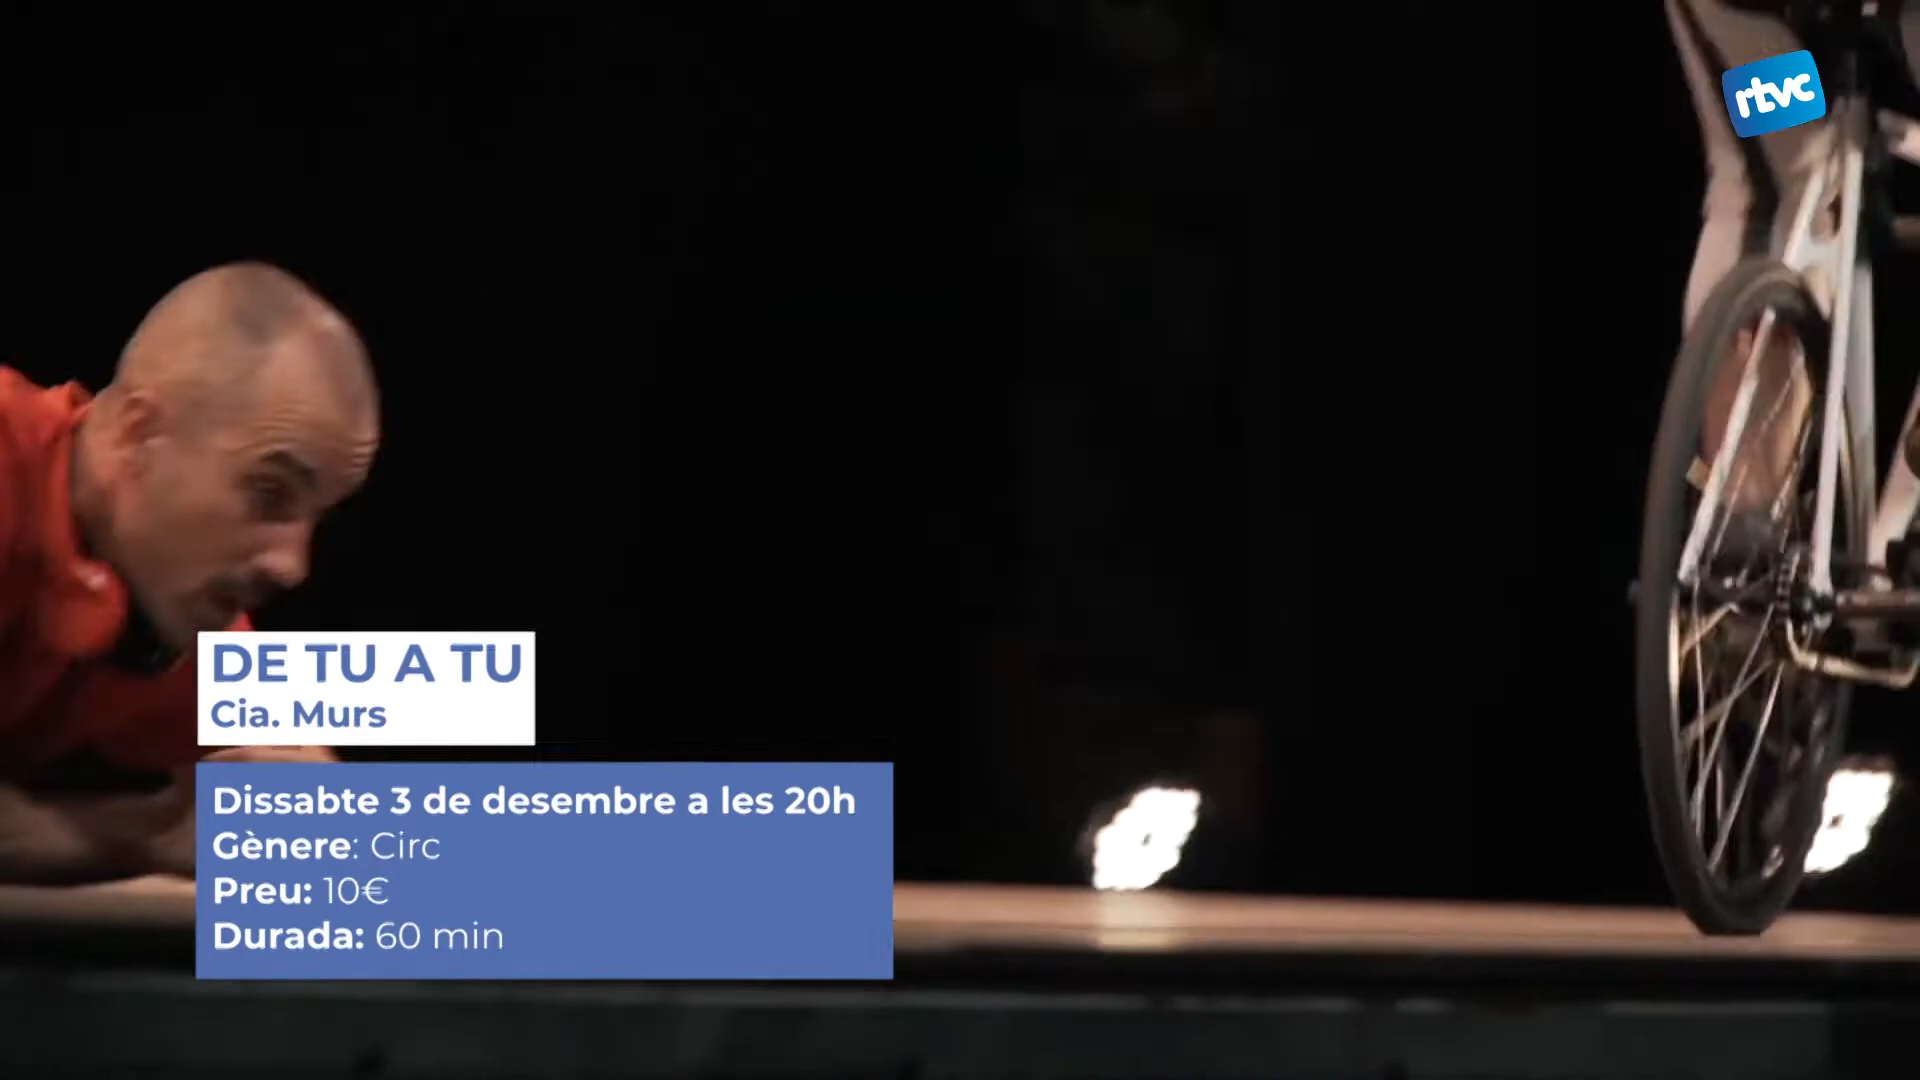 rtvc
DE TU A TU
Cia. Murs
Dissabte 3 de desembre a les 20h
Gènere: Circ
Preu: 10€
Durada: 60 min